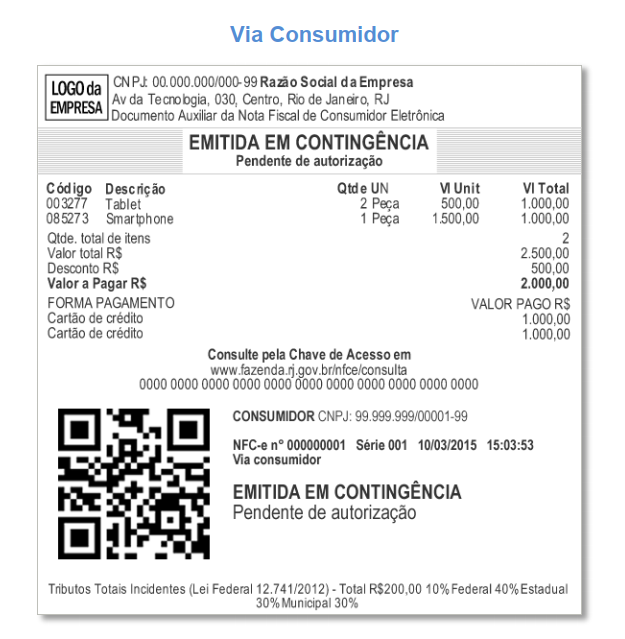 Via Consumidor
LOGO da
EMPRESA
CNPJ: 00.000.000/000-99 Razão Social da Empresa
Av da Tecnologia, 030, Centro, Rio de Janeiro, RJ
Documento Auxiliar da Nota Fiscal de Consumidor Eletrônica
EMITIDA EM CONTINGÊNCIA
Pendente de autorização
Código Descrição Qtde UN Vl Unit Vl Total
003277 Tablet 2 Peça 500,00 1.000,00
085273 Smartphone 1 Peça 1.500,00 1.000,00
Qtde. total de itens 2
Valor total R$ 2.500,00
Desconto R$ 500,00
Valor a Pagar R$ 2.000,00
FORMA PAGAMENTO VALOR PAGO R$
Cartão de crédito 1.000,00
Cartão de crédito 1.000,00
Consulte pela Chave de Acesso em
www.fazenda.rj.gov.br/nfce/consulta
0000 0000 0000 0000 0000 0000 0000 0000 0000 0000 0000
CONSUMIDOR CNPJ: 99.999.999/00001-99
NFC-e nº 000000001 Série 001 10/03/2015 15:03:53
Via consumidor
EMITIDA EM CONTINGÊNCIA
Pendente de autorização
Tributos Totais Incidentes (Lei Federal 12.741/2012) - Total R$200,00 10% Federal 40% Estadual
30% Municipal 30%